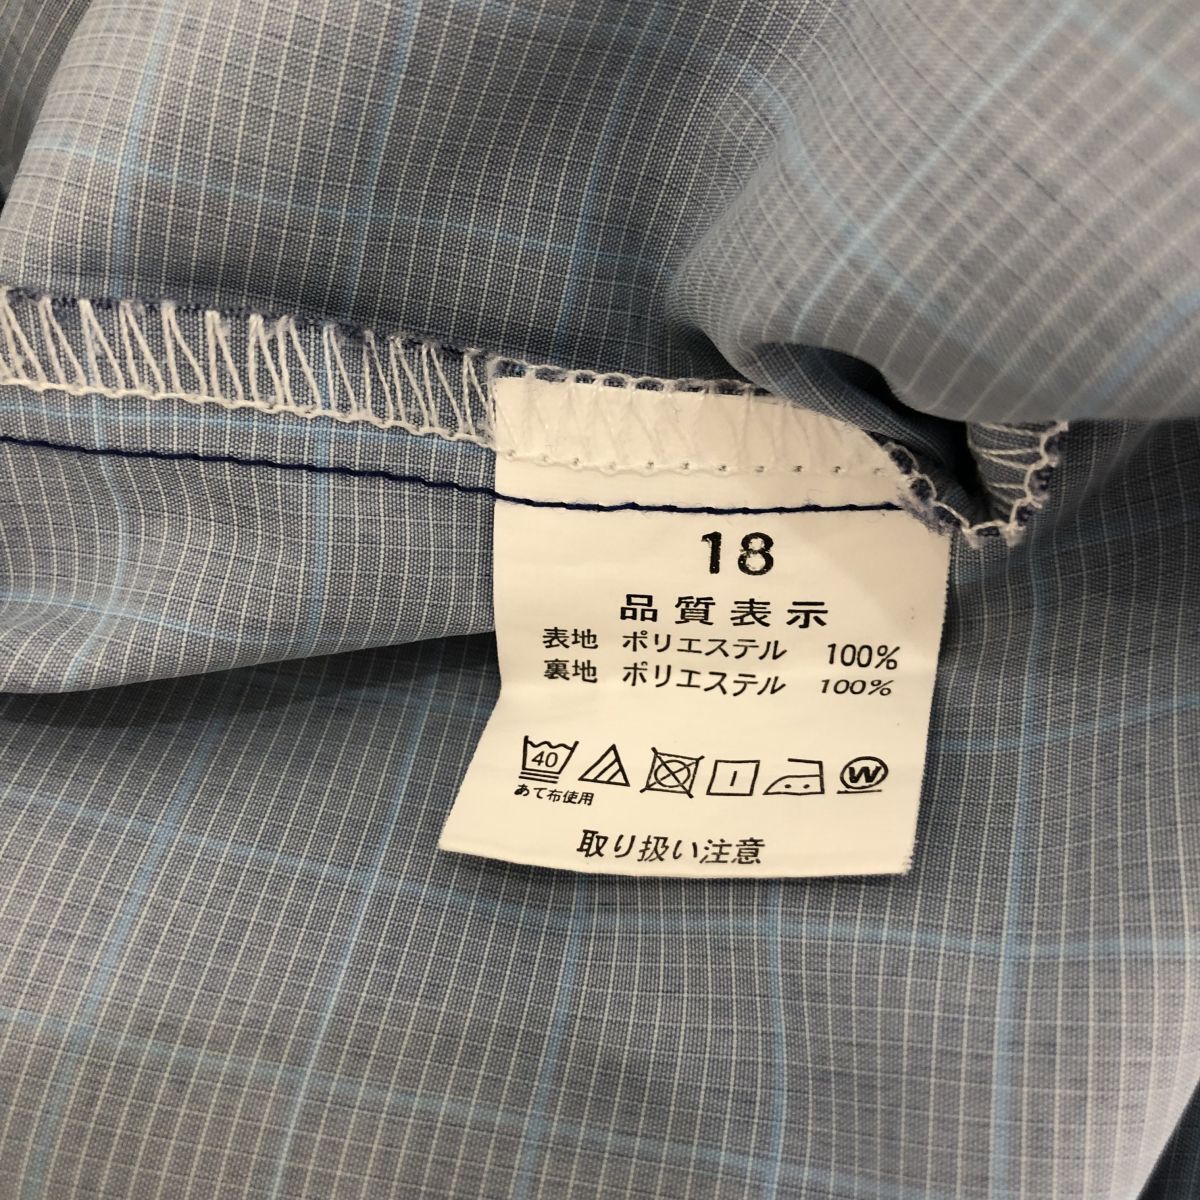 18
品質表示
表地 ポリエステル 100%
裏地 ポリエステル 100%
40 W
あて布使用
取り扱い注意